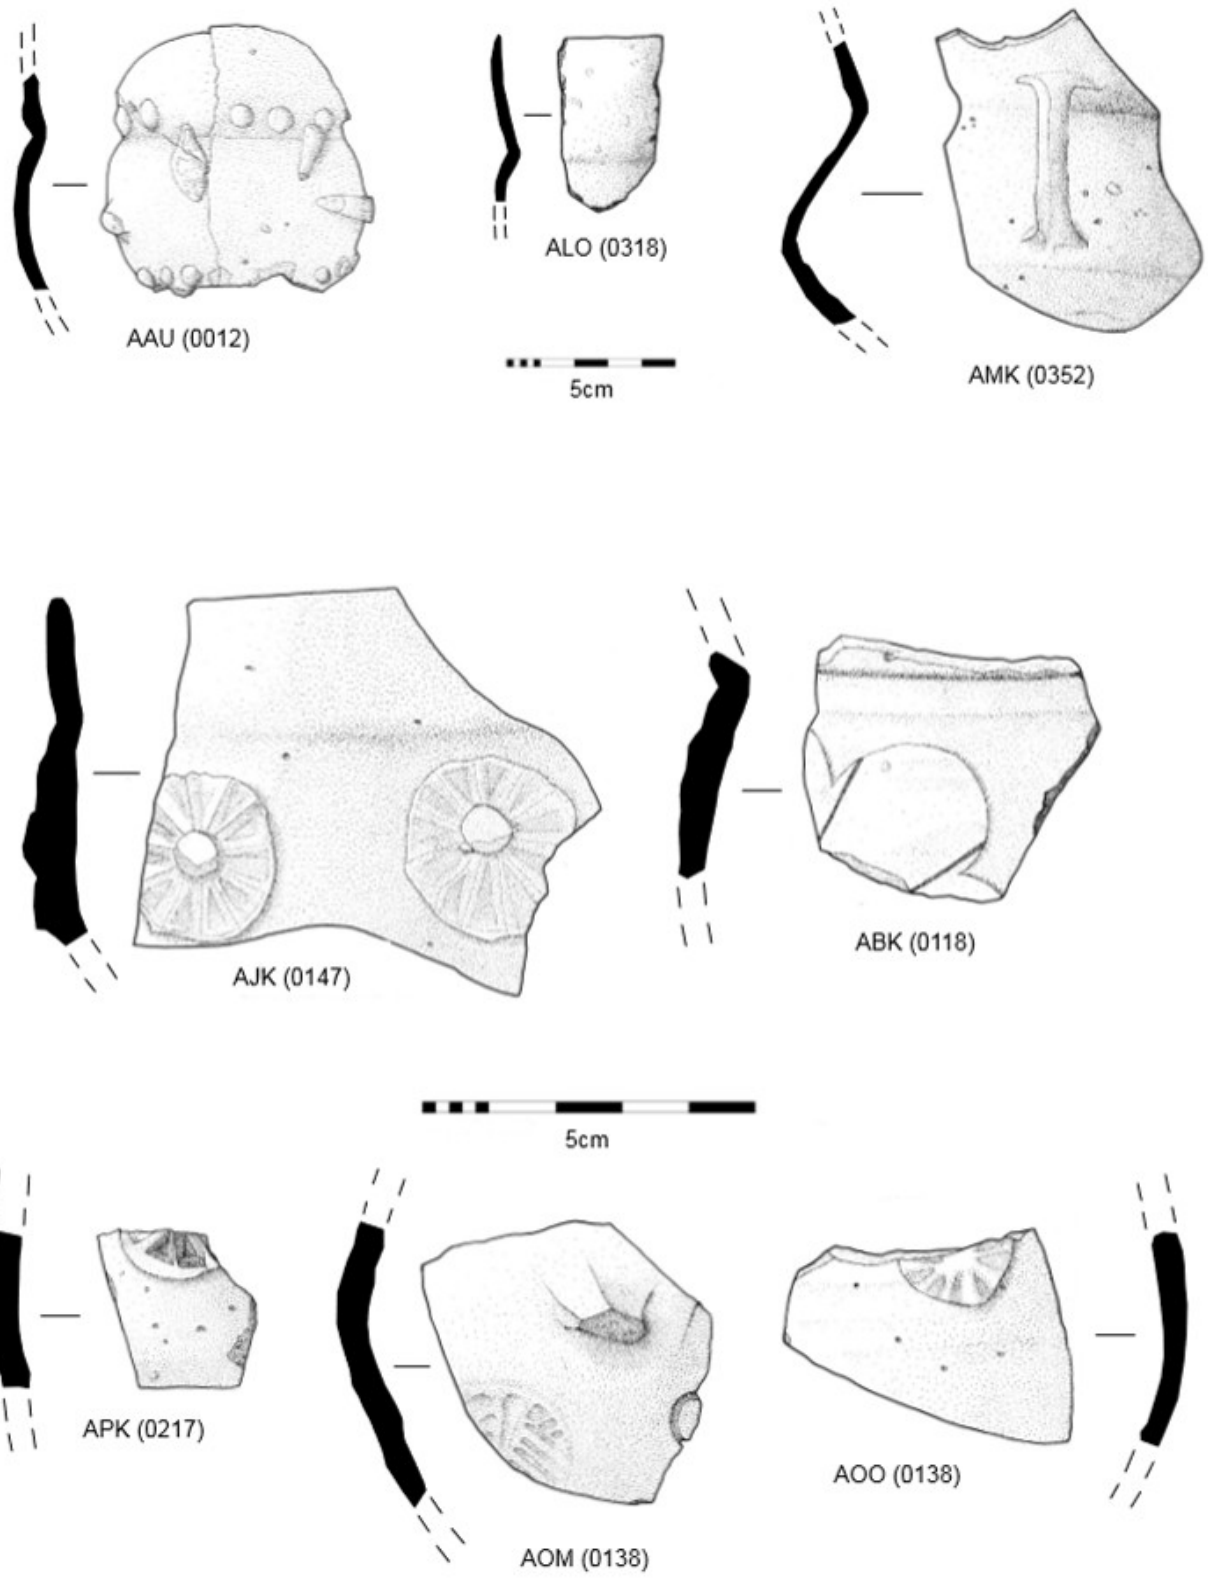 ALO (0318)
AAU (0012)
AMK (0352)
5cm
AJK (0147)
ABK (0118)
5cm
APK (0217)
AOM (0138)
AOO (0138)